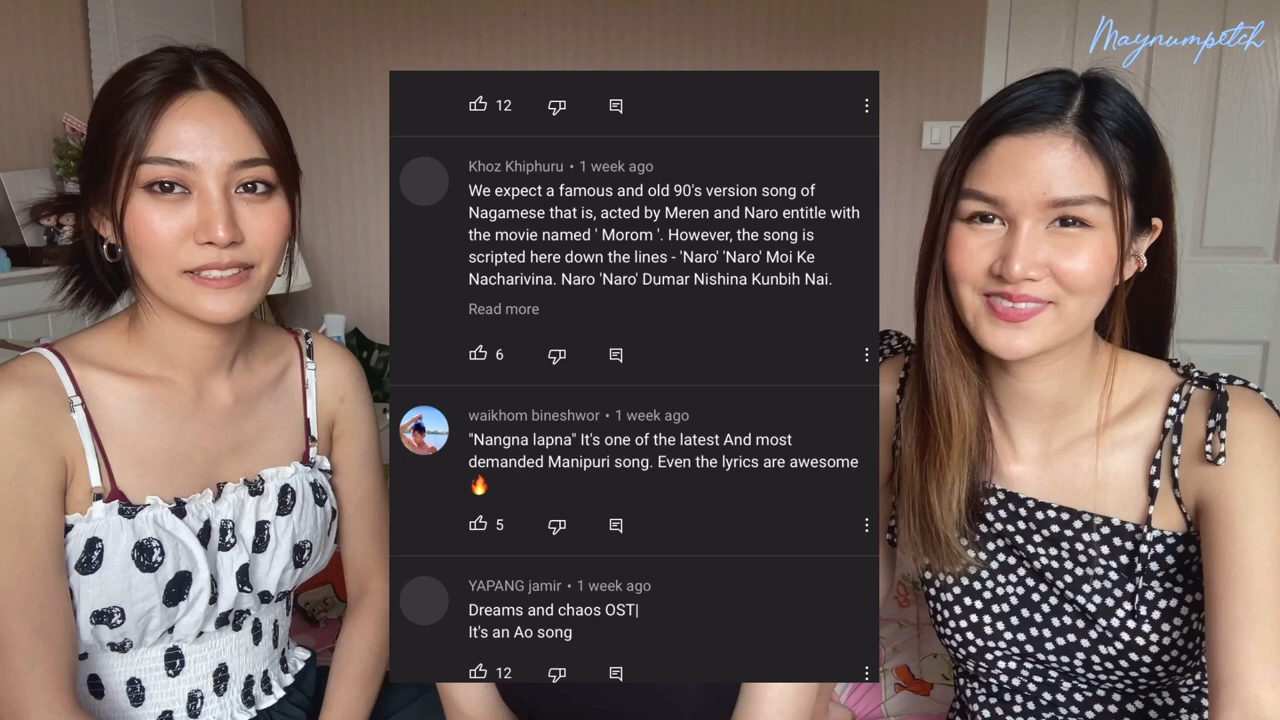 Maynumpetch
12
Khoz Khiphuru • 1 week ago
We expect a famous and old 90's version song of
Nagamese that is, acted by Meren and Naro entitle with
the movie named ' Morom '. However, the song is
scripted here down the lines - 'Naro' 'Naro' Moi Ke
Nacharivina. Naro 'Naro' Dumar Nishina Kunbih Nai.
Read more
6
waikhom bineshwor • 1 week ago
"Nangna lapna" It's one of the latest And most
demanded Manipuri song. Even the lyrics are awesome
🔥
5
YAPANG jamir • 1 week ago
Dreams and chaos OST|
It's an Ao song
12